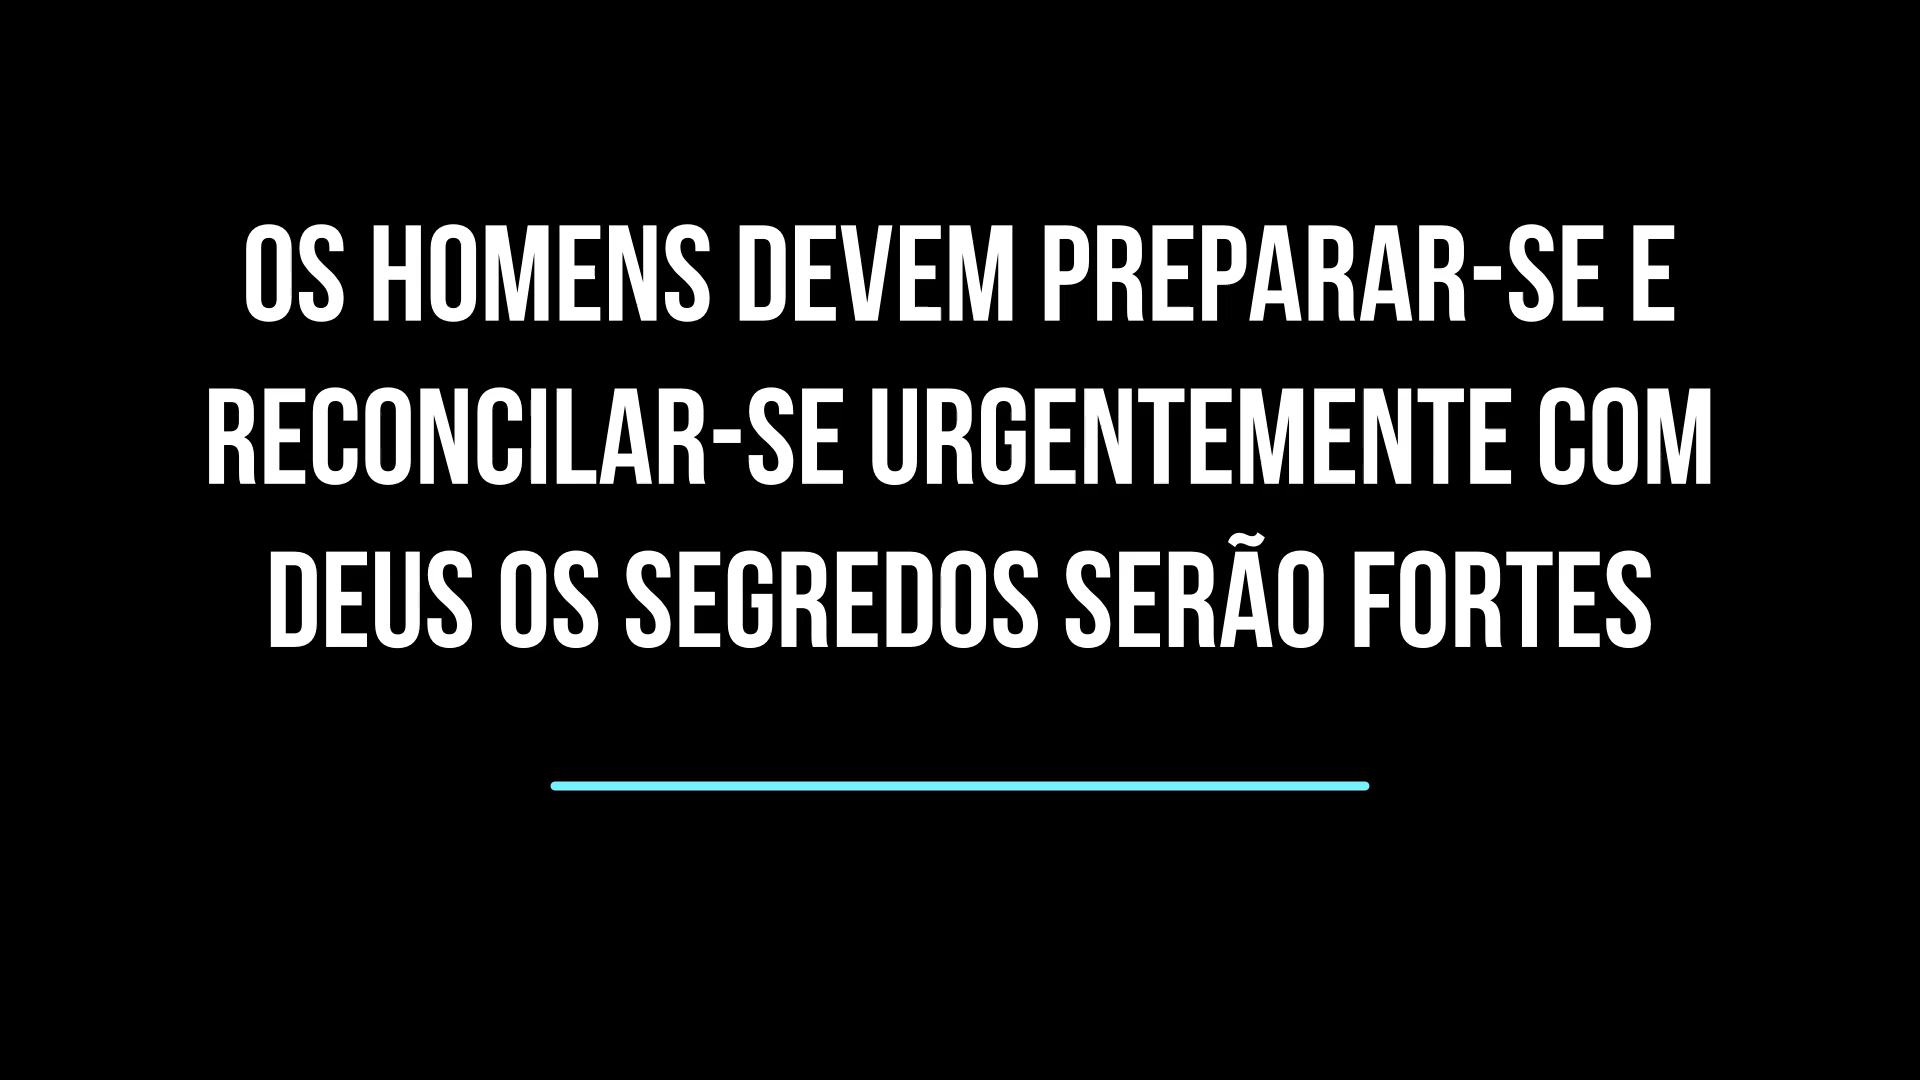 OS HOMENS DEVEM PREPARAR-SE E
RECONCILAR-SE URGENTEMENTE COM
DEUS OS SEGREDOS SERÃO FORTES